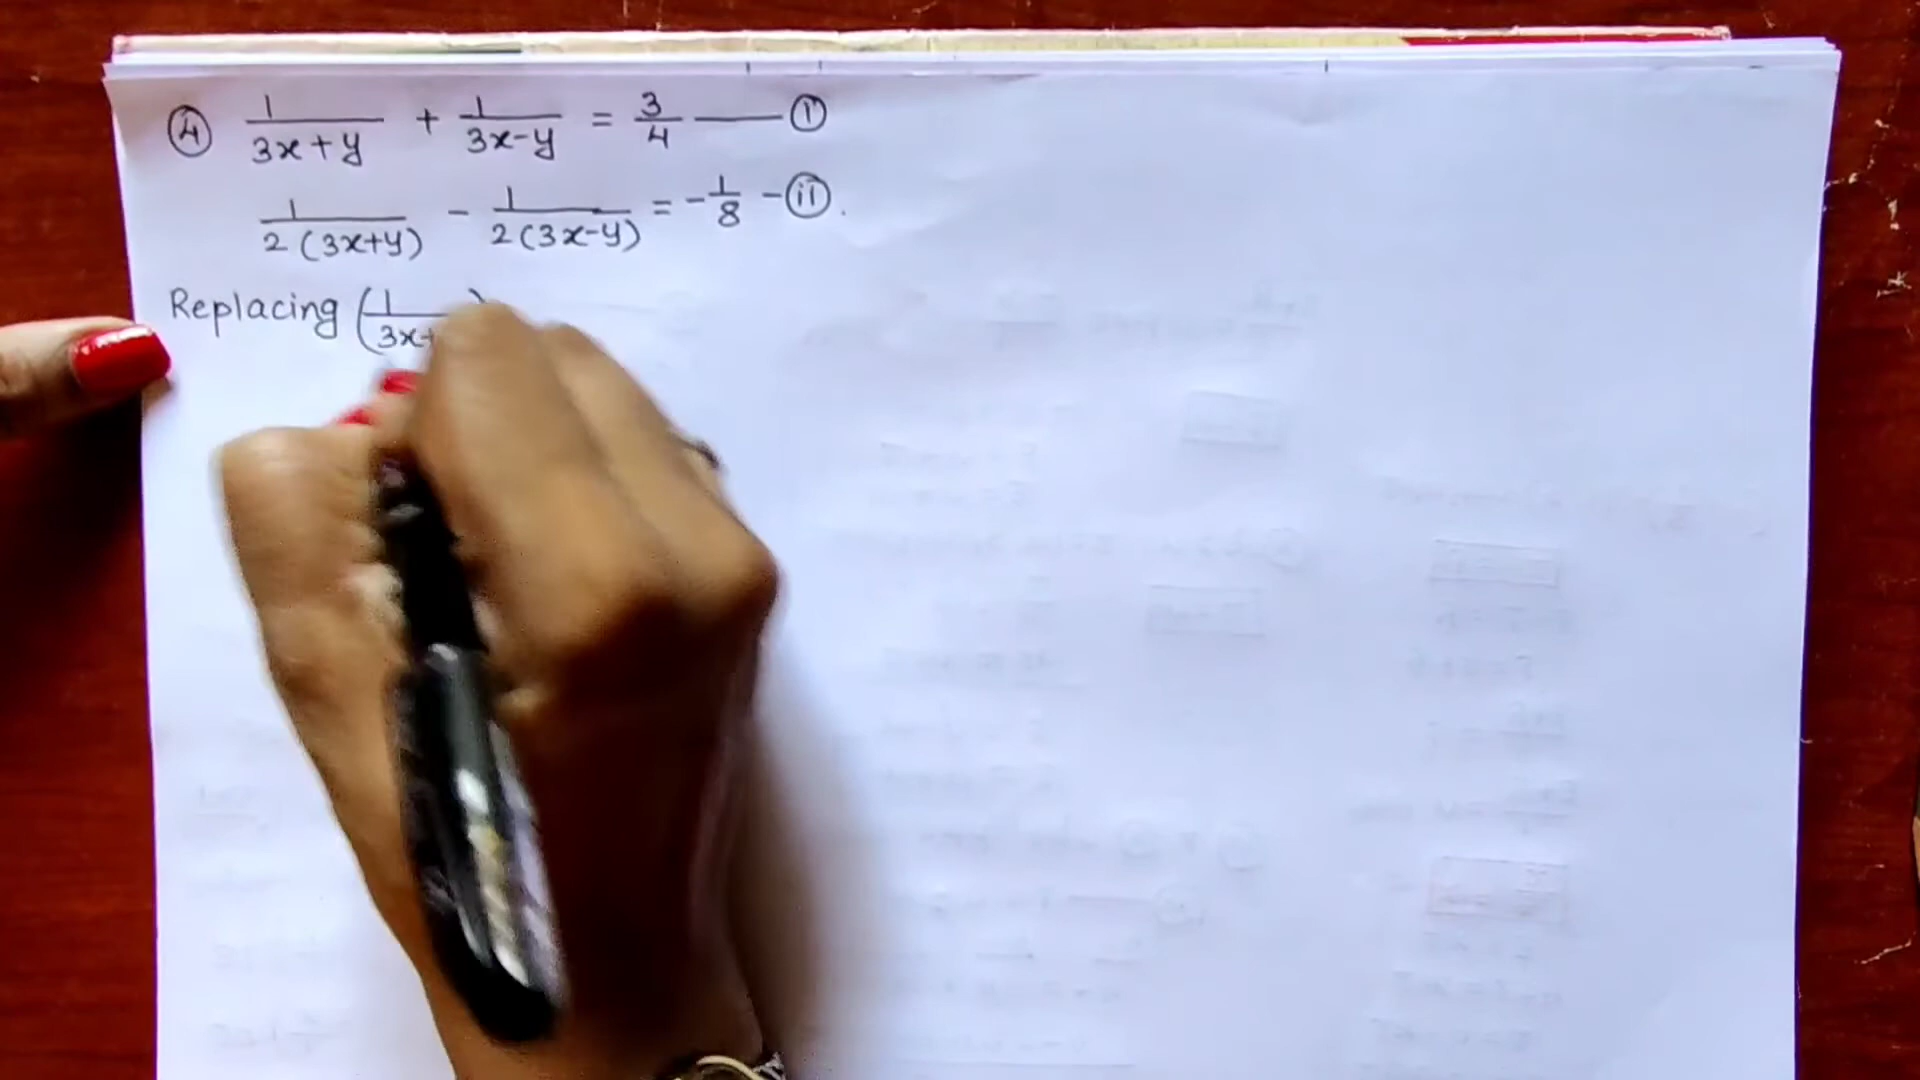 ④ 1/(3x+y) + 1/(3x-y) = 3/4 —— ⓘ
1/(2(3x+y)) - 1/(2(3x-y)) = -1/8 - ⓘⓘ.
Replacing (1/(3x+